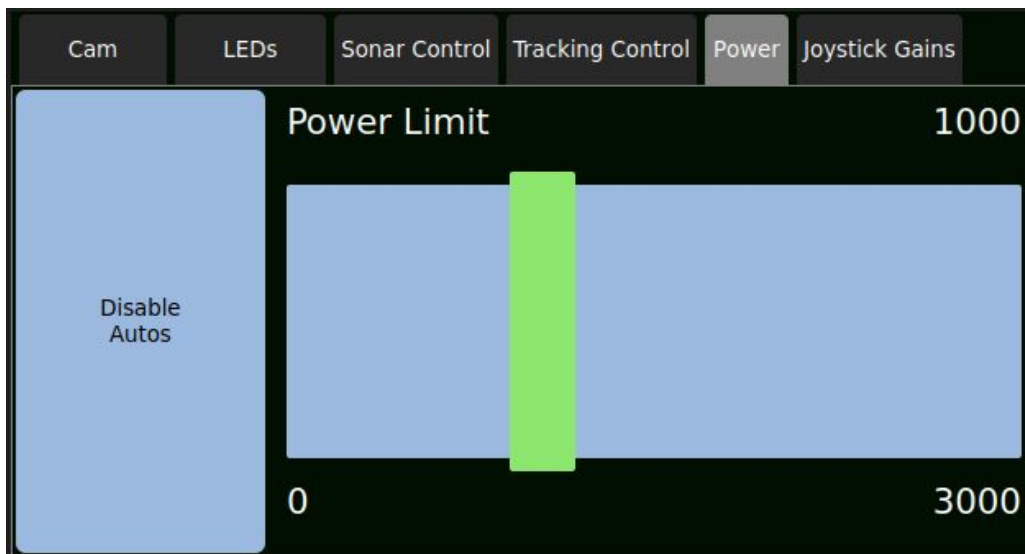 Cam LEDs Sonar Control Tracking Control Power Joystick Gains
Power Limit 1000
Disable
Autos
0 3000